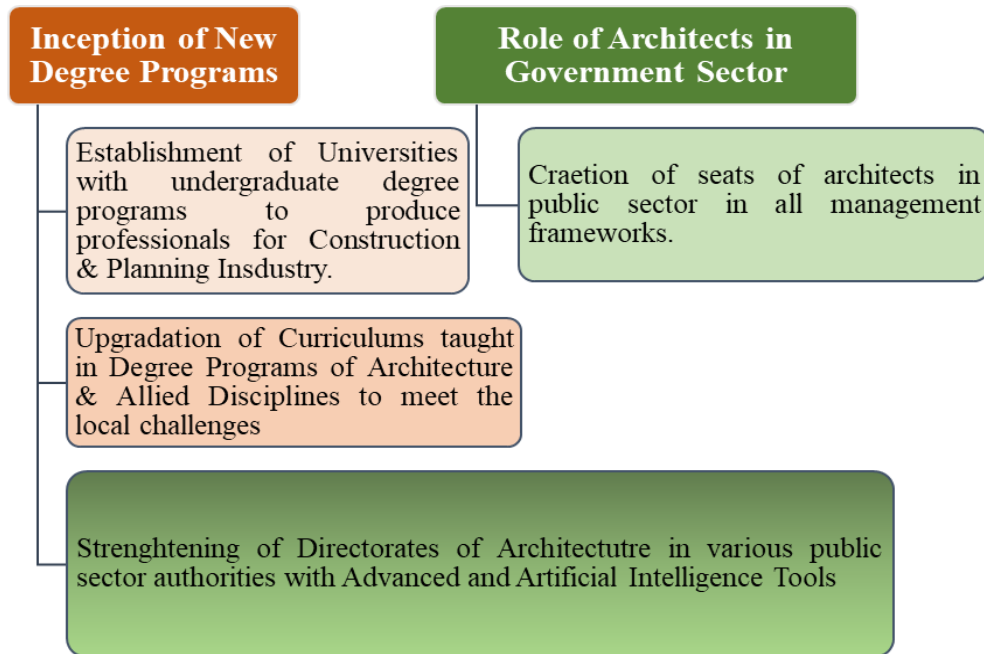 Inception of New
Degree Programs
Establishment of Universities
with undergraduate degree
programs to produce
professionals for Construction
& Planning Insdustry.
Upgradation of Curriculums taught
in Degree Programs of Architecture
& Allied Disciplines to meet the
local challenges
Strenghtening of Directorates of Architectutre in various public
sector authorities with Advanced and Artificial Intelligence Tools
Role of Architects in
Government Sector
Craetion of seats of architects in
public sector in all management
frameworks.